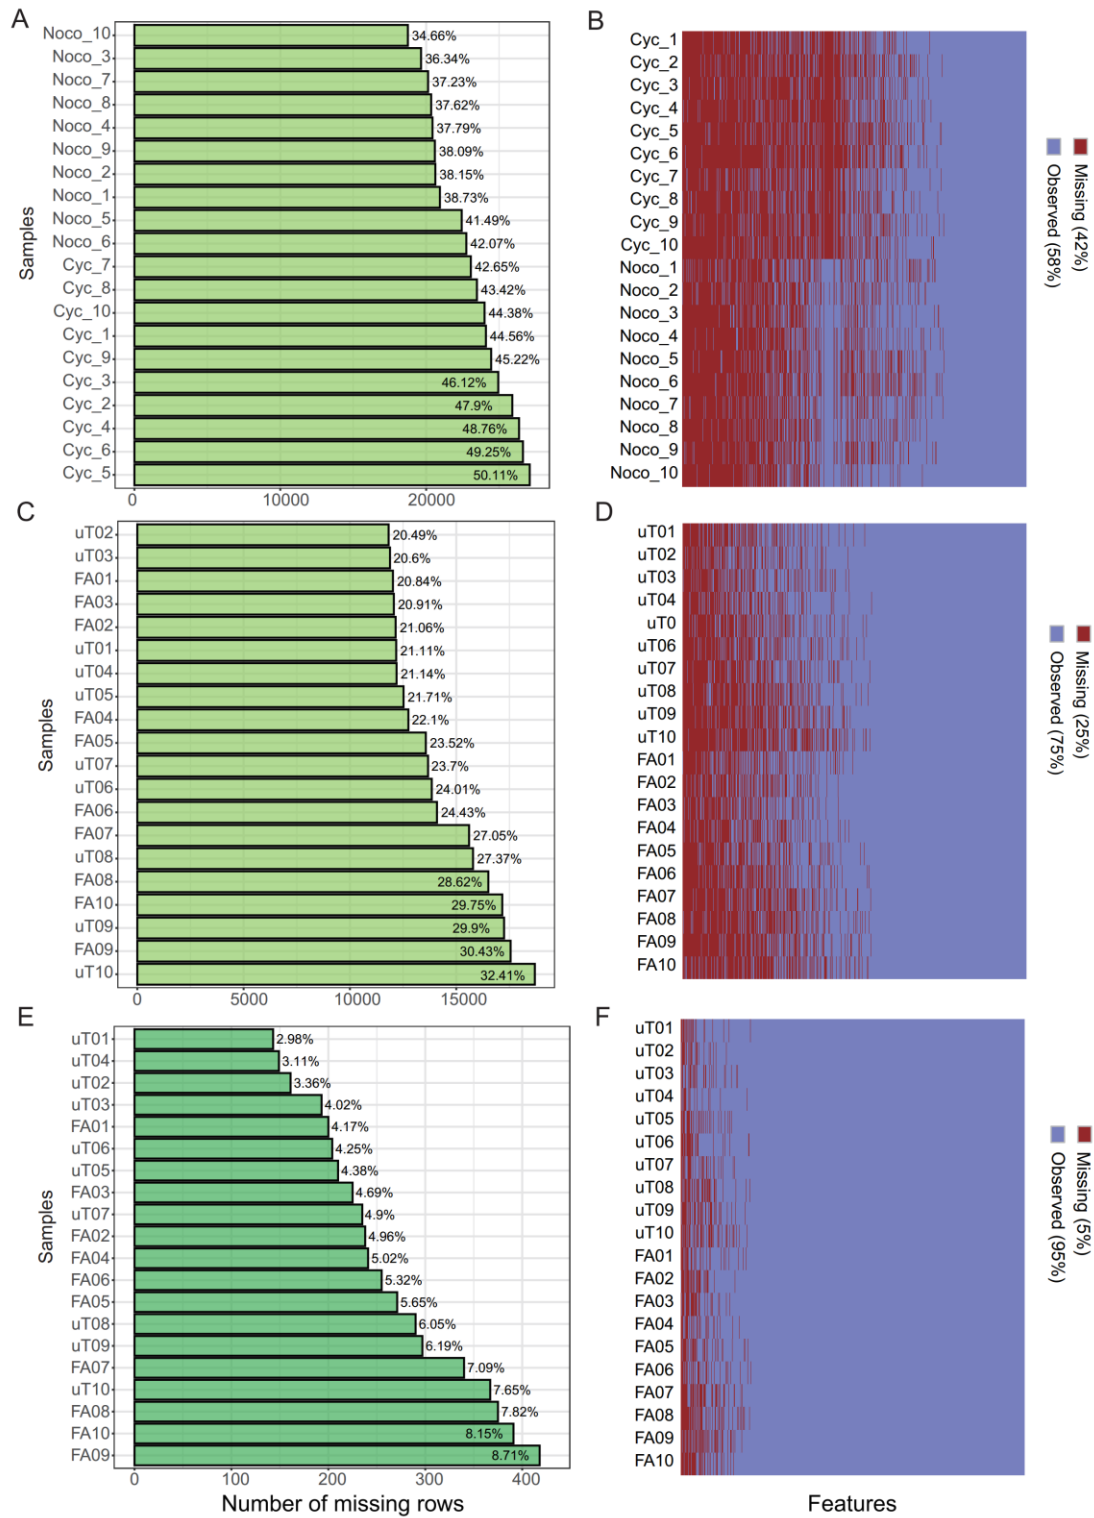 A
Samples
Noco_10 34.66%
Noco_3 36.34%
Noco_7 37.23%
Noco_8 37.62%
Noco_4 37.79%
Noco_9 38.09%
Noco_2 38.15%
Noco_1 38.73%
Noco_5 41.49%
Noco_6 42.07%
Cyc_7 42.65%
Cyc_8 43.42%
Cyc_10 44.38%
Cyc_1 44.56%
Cyc_9 45.22%
Cyc_3 46.12%
Cyc_2 47.9%
Cyc_4 48.76%
Cyc_6 49.25%
Cyc_5 50.11%
0 10000 20000
B
Cyc_1
Cyc_2
Cyc_3
Cyc_4
Cyc_5
Cyc_6
Cyc_7
Cyc_8
Cyc_9
Cyc_10
Noco_1
Noco_2
Noco_3
Noco_4
Noco_5
Noco_6
Noco_7
Noco_8
Noco_9
Noco_10
Missing (42%)
Observed (58%)
C
Samples
uT02 20.49%
uT03 20.6%
FA01 20.84%
FA03 20.91%
FA02 21.06%
uT01 21.11%
uT04 21.14%
uT05 21.71%
FA04 22.1%
FA05 23.52%
uT07 23.7%
uT06 24.01%
FA06 24.43%
FA07 27.05%
uT08 27.37%
FA08 28.62%
FA10 29.75%
uT09 29.9%
FA09 30.43%
uT10 32.41%
0 5000 10000 15000
D
uT01
uT02
uT03
uT04
uT0
uT06
uT07
uT08
uT09
uT10
FA01
FA02
FA03
FA04
FA05
FA06
FA07
FA08
FA09
FA10
Missing (25%)
Observed (75%)
E
Samples
uT01 2.98%
uT04 3.11%
uT02 3.36%
uT03 4.02%
FA01 4.17%
uT06 4.25%
uT05 4.38%
FA03 4.69%
uT07 4.9%
FA02 4.96%
FA04 5.02%
FA06 5.32%
FA05 5.65%
uT08 6.05%
uT09 6.19%
FA07 7.09%
uT10 7.65%
FA08 7.82%
FA10 8.15%
FA09 8.71%
0 100 200 300 400
Number of missing rows
F
uT01
uT02
uT03
uT04
uT05
uT06
uT07
uT08
uT09
uT10
FA01
FA02
FA03
FA04
FA05
FA06
FA07
FA08
FA09
FA10
Missing (5%)
Observed (95%)
Features